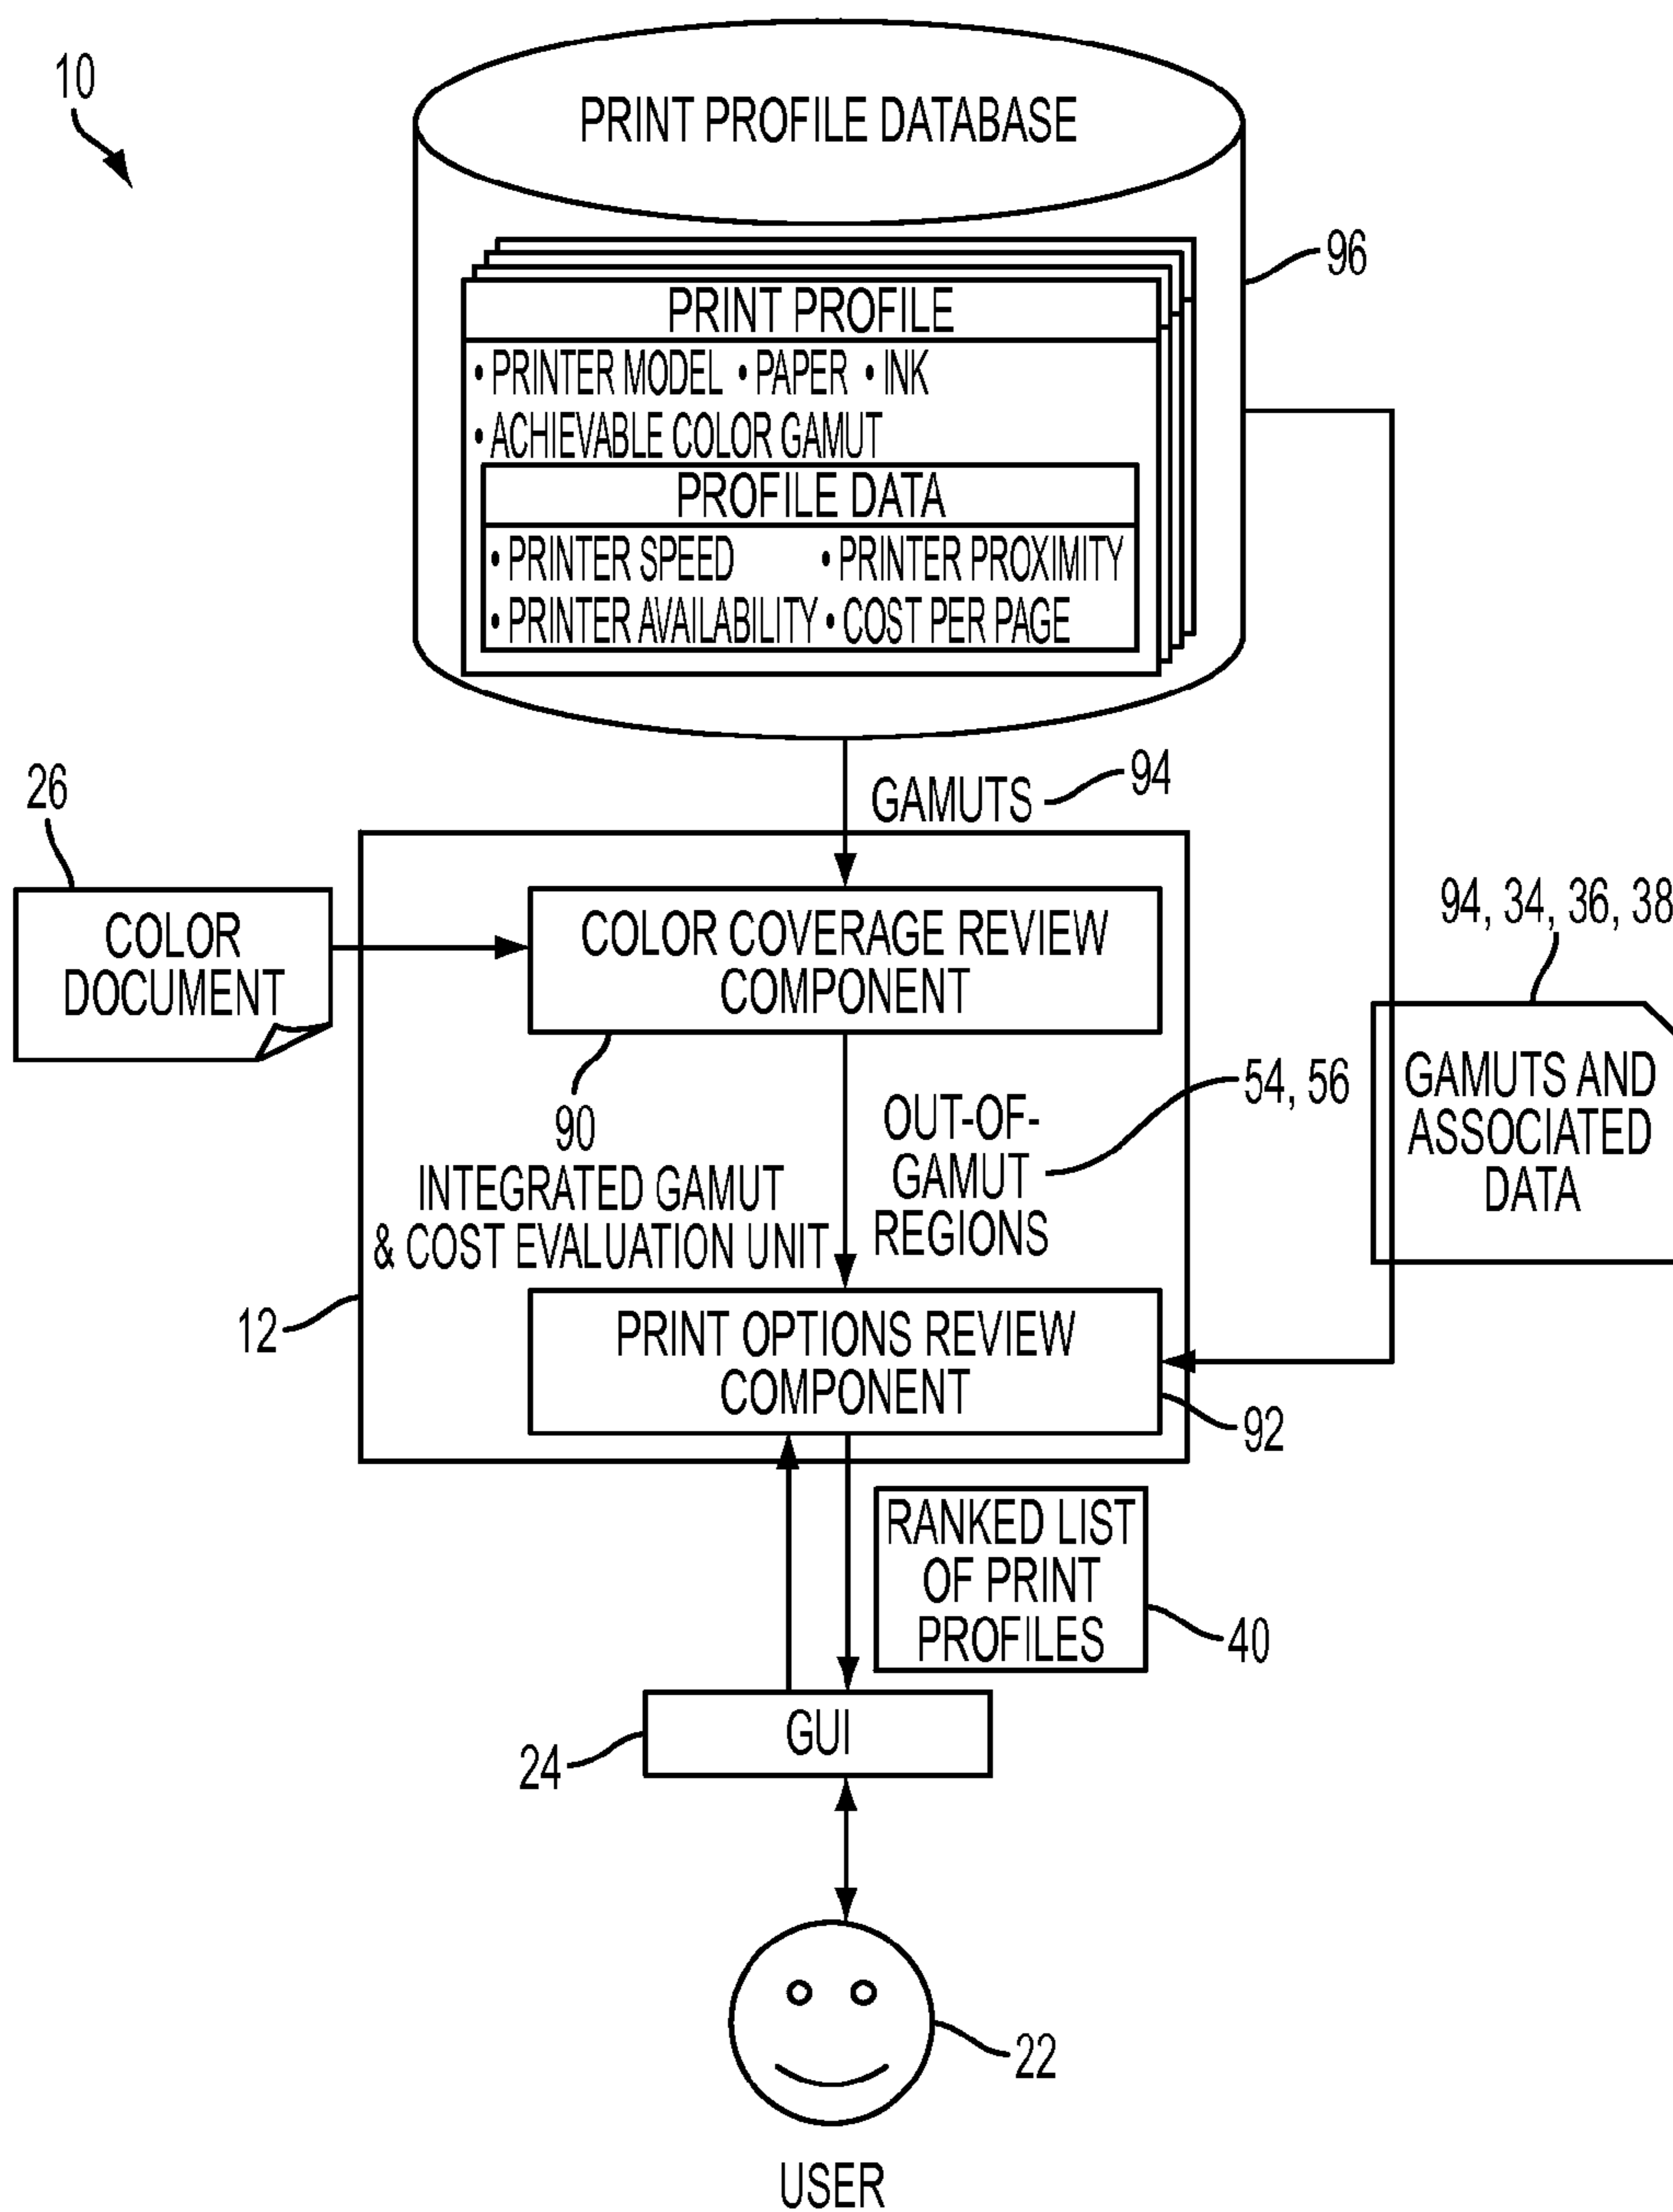 10
PRINT PROFILE DATABASE
96
PRINT PROFILE
• PRINTER MODEL • PAPER • INK
• ACHIEVABLE COLOR GAMUT
PROFILE DATA
• PRINTER SPEED • PRINTER PROXIMITY
• PRINTER AVAILABILITY • COST PER PAGE
GAMUTS
94
26
COLOR
DOCUMENT
COLOR COVERAGE REVIEW
COMPONENT
90
94, 34, 36, 38
GAMUTS AND
ASSOCIATED
DATA
54, 56
OUT-OF-
GAMUT
REGIONS
INTEGRATED GAMUT
& COST EVALUATION UNIT
12
PRINT OPTIONS REVIEW
COMPONENT
92
RANKED LIST
OF PRINT
PROFILES
40
GUI
24
22
USER